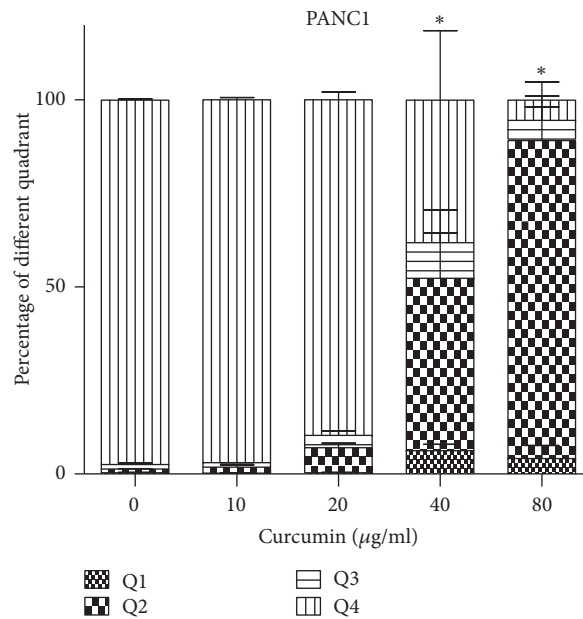 PANC1
*
*
100
50
0
Percentage of different quadrant
0 10 20 40 80
Curcumin (μg/ml)
Q1 Q3
Q2 Q4